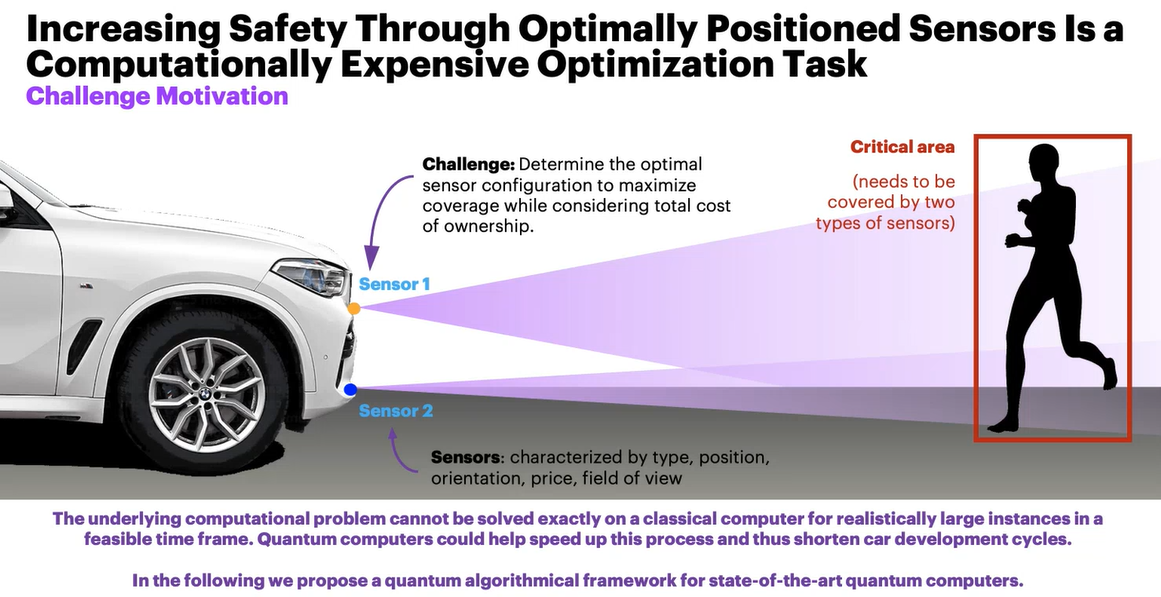 Increasing Safety Through Optimally Positioned Sensors Is a
Computationally Expensive Optimization Task
Challenge Motivation
Challenge: Determine the optimal
sensor configuration to maximize
coverage while considering total cost
of ownership.
Critical area
(needs to be
covered by two
types of sensors)
Sensor 1
Sensor 2
Sensors: characterized by type, position,
orientation, price, field of view
The underlying computational problem cannot be solved exactly on a classical computer for realistically large instances in a
feasible time frame. Quantum computers could help speed up this process and thus shorten car development cycles.
In the following we propose a quantum algorithmical framework for state-of-the-art quantum computers.